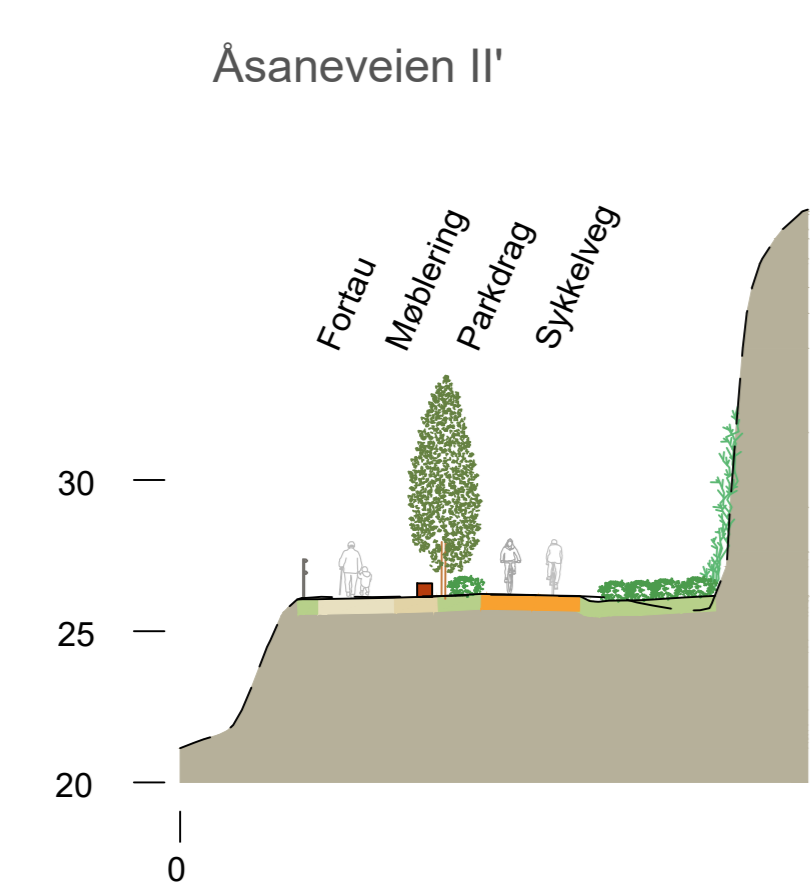 Åsaneveien II'
Fortau
Møblering
Parkdrag
Sykkelveg
30
25
20
0